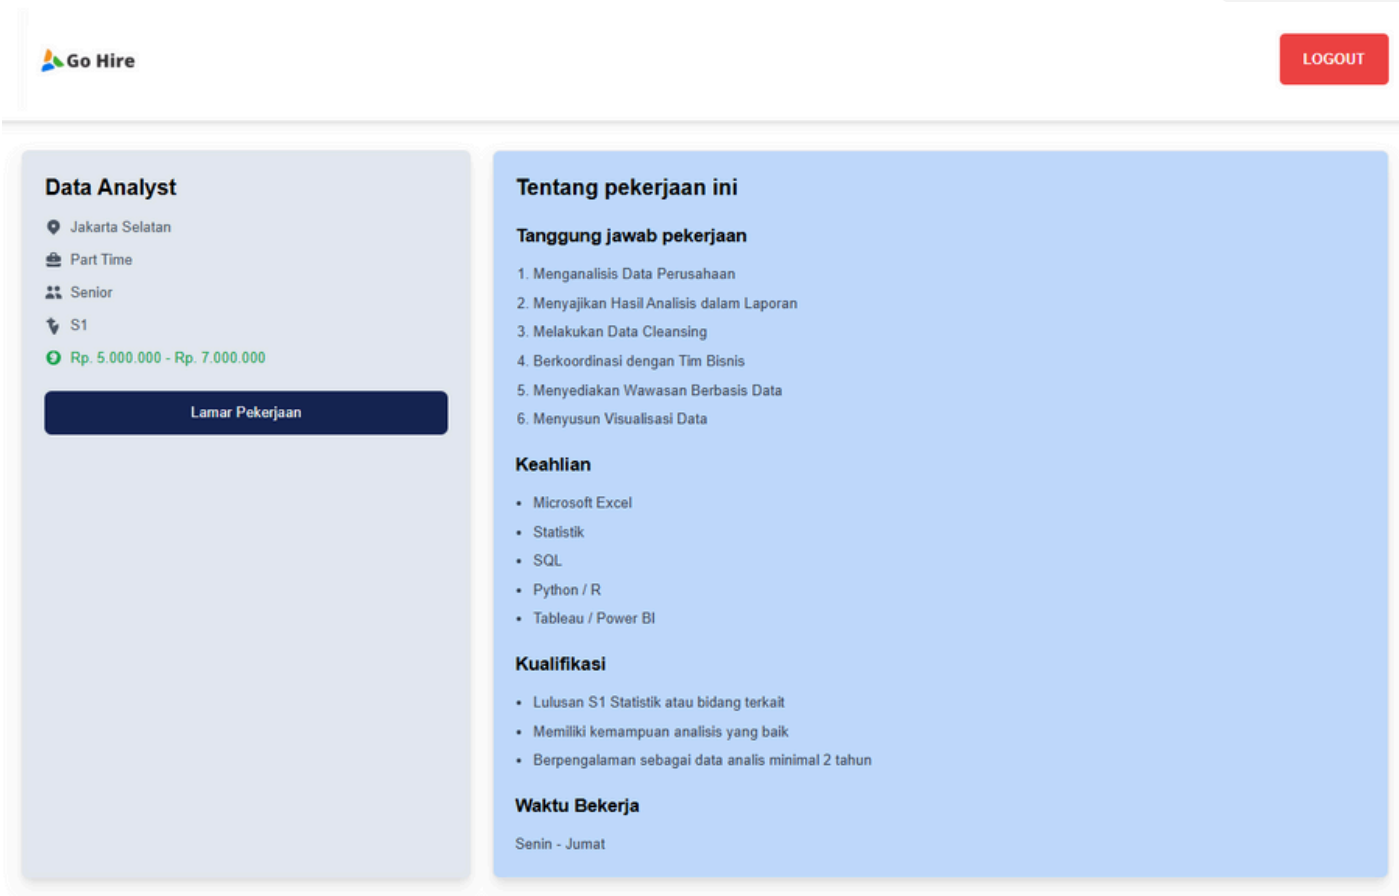 Go Hire
LOGOUT
Data Analyst
Jakarta Selatan
Part Time
Senior
S1
Rp. 5.000.000 - Rp. 7.000.000
Lamar Pekerjaan
Tentang pekerjaan ini
Tanggung jawab pekerjaan
1. Menganalisis Data Perusahaan
2. Menyajikan Hasil Analisis dalam Laporan
3. Melakukan Data Cleansing
4. Berkoordinasi dengan Tim Bisnis
5. Menyediakan Wawasan Berbasis Data
6. Menyusun Visualisasi Data
Keahlian
• Microsoft Excel
• Statistik
• SQL
• Python / R
• Tableau / Power BI
Kualifikasi
• Lulusan S1 Statistik atau bidang terkait
• Memiliki kemampuan analisis yang baik
• Berpengalaman sebagai data analis minimal 2 tahun
Waktu Bekerja
Senin - Jumat